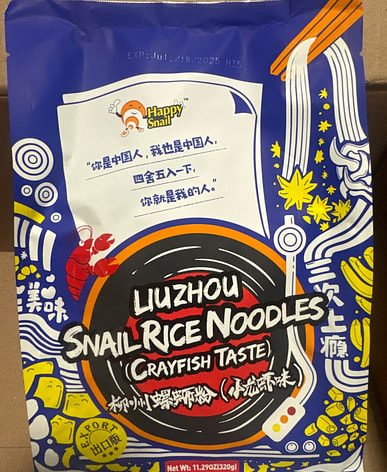 EXP:Jul./18/2025 N35
Happy
Snail
TM
“你是中国人，我也是中国人，
四舍五入一下，
你就是我的人。”
美味
三次上瘾
LIUZHOU
SNAIL RICE NOODLES
(CRAYFISH TASTE)
柳州螺蛳粉（小龙虾味）
EXPORT
出口版
Net Wt: 11.29OZ(320g)